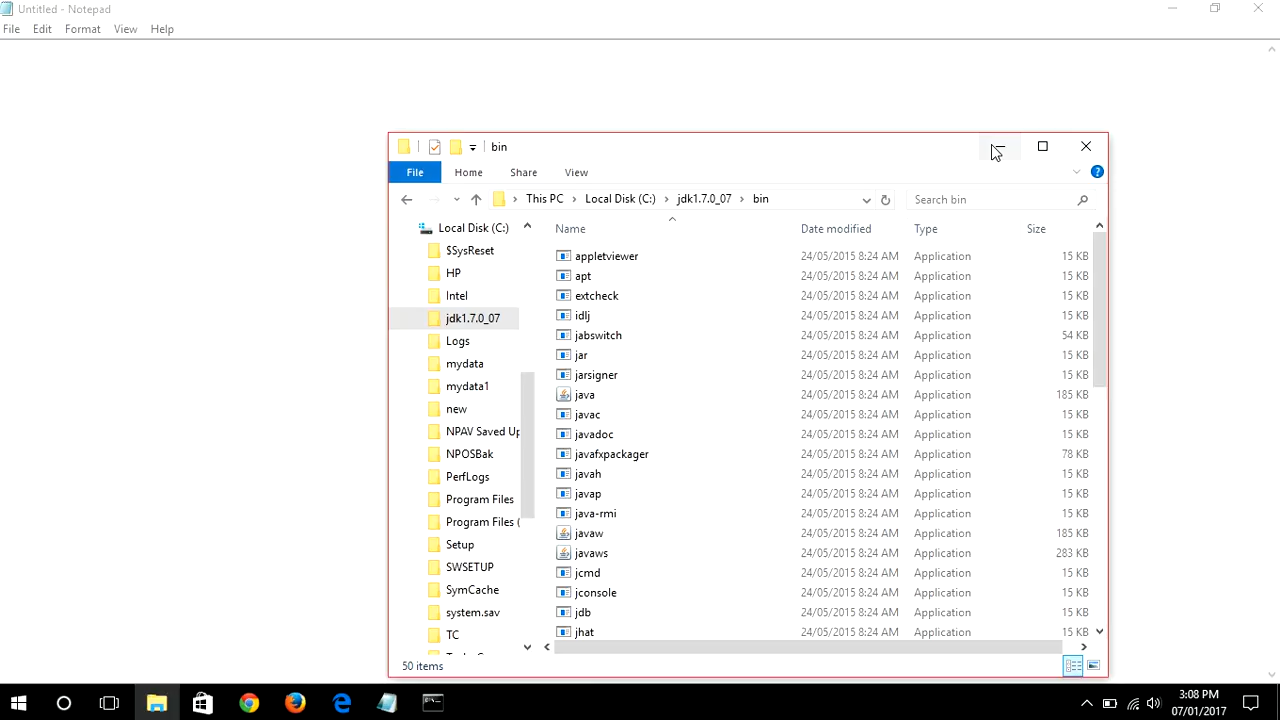 Untitled - Notepad
File Edit Format View Help
bin
File Home Share View
This PC Local Disk (C:) jdk1.7.0_07 bin Search bin
Local Disk (C:)
$SysReset
HP
Intel
jdk1.7.0_07
Logs
mydata
mydata1
new
NPAV Saved Up
NPOSBak
PerfLogs
Program Files
Program Files (
Setup
SWSETUP
SymCache
system.sav
TC
Name Date modified Type Size
appletviewer 24/05/2015 8:24 AM Application 15 KB
apt 24/05/2015 8:24 AM Application 15 KB
extcheck 24/05/2015 8:24 AM Application 15 KB
idlj 24/05/2015 8:24 AM Application 15 KB
jabswitch 24/05/2015 8:24 AM Application 54 KB
jar 24/05/2015 8:24 AM Application 15 KB
jarsigner 24/05/2015 8:24 AM Application 15 KB
java 24/05/2015 8:24 AM Application 185 KB
javac 24/05/2015 8:24 AM Application 15 KB
javadoc 24/05/2015 8:24 AM Application 15 KB
javafxpackager 24/05/2015 8:24 AM Application 78 KB
javah 24/05/2015 8:24 AM Application 15 KB
javap 24/05/2015 8:24 AM Application 15 KB
java-rmi 24/05/2015 8:24 AM Application 15 KB
javaw 24/05/2015 8:24 AM Application 185 KB
javaws 24/05/2015 8:24 AM Application 283 KB
jcmd 24/05/2015 8:24 AM Application 15 KB
jconsole 24/05/2015 8:24 AM Application 15 KB
jdb 24/05/2015 8:24 AM Application 15 KB
jhat 24/05/2015 8:24 AM Application 15 KB
50 items
3:08 PM
07/01/2017